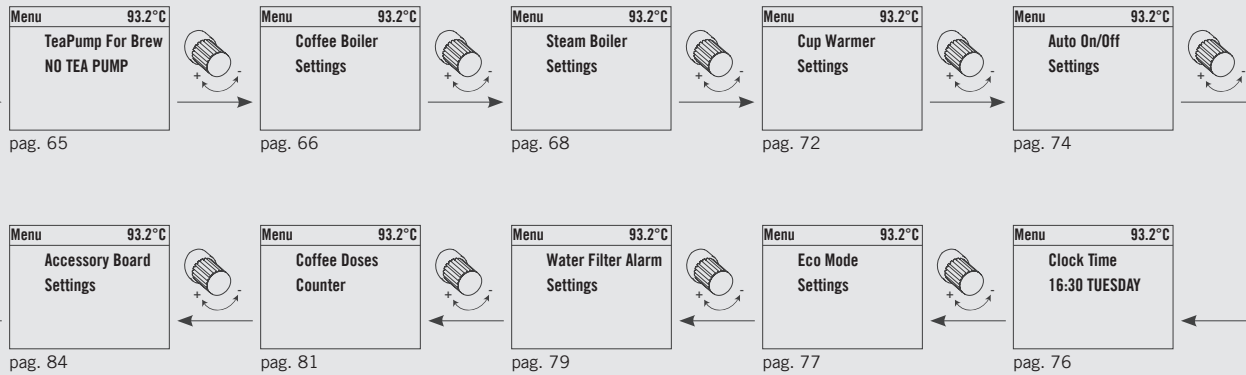 Menu 93.2°C
TeaPump For Brew
NO TEA PUMP
pag. 65
+ -
Menu 93.2°C
Coffee Boiler
Settings
pag. 66
+ -
Menu 93.2°C
Steam Boiler
Settings
pag. 68
+ -
Menu 93.2°C
Cup Warmer
Settings
pag. 72
+ -
Menu 93.2°C
Auto On/Off
Settings
pag. 74
+ -
Menu 93.2°C
Accessory Board
Settings
pag. 84
+ -
Menu 93.2°C
Coffee Doses
Counter
pag. 81
+ -
Menu 93.2°C
Water Filter Alarm
Settings
pag. 79
+ -
Menu 93.2°C
Eco Mode
Settings
pag. 77
+ -
Menu 93.2°C
Clock Time
16:30 TUESDAY
pag. 76